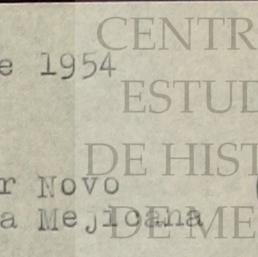 CENTR
e 1954
ESTUD
DE HIST
r Novo
a Mejicana
DE ME